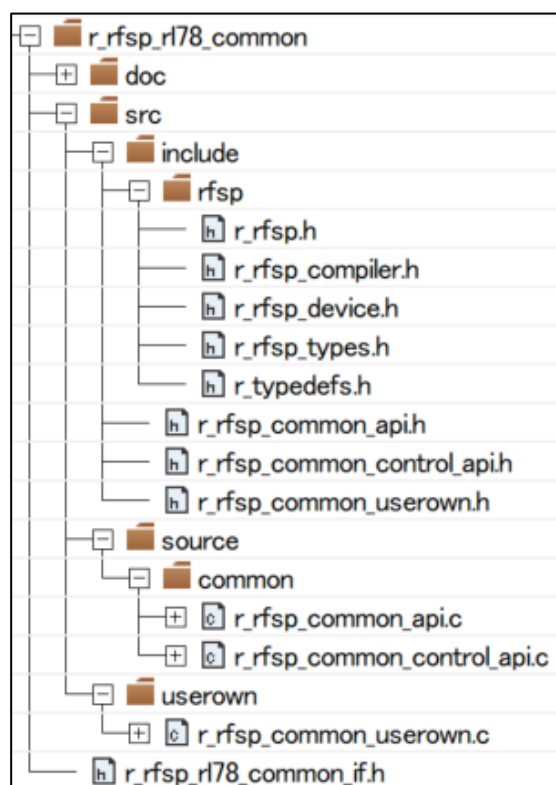 r_rfsp_rl78_common
doc
src
include
rfsp
r_rfsp.h
r_rfsp_compiler.h
r_rfsp_device.h
r_rfsp_types.h
r_typedefs.h
r_rfsp_common_api.h
r_rfsp_common_control_api.h
r_rfsp_common_userown.h
source
common
r_rfsp_common_api.c
r_rfsp_common_control_api.c
userown
r_rfsp_common_userown.c
r_rfsp_rl78_common_if.h